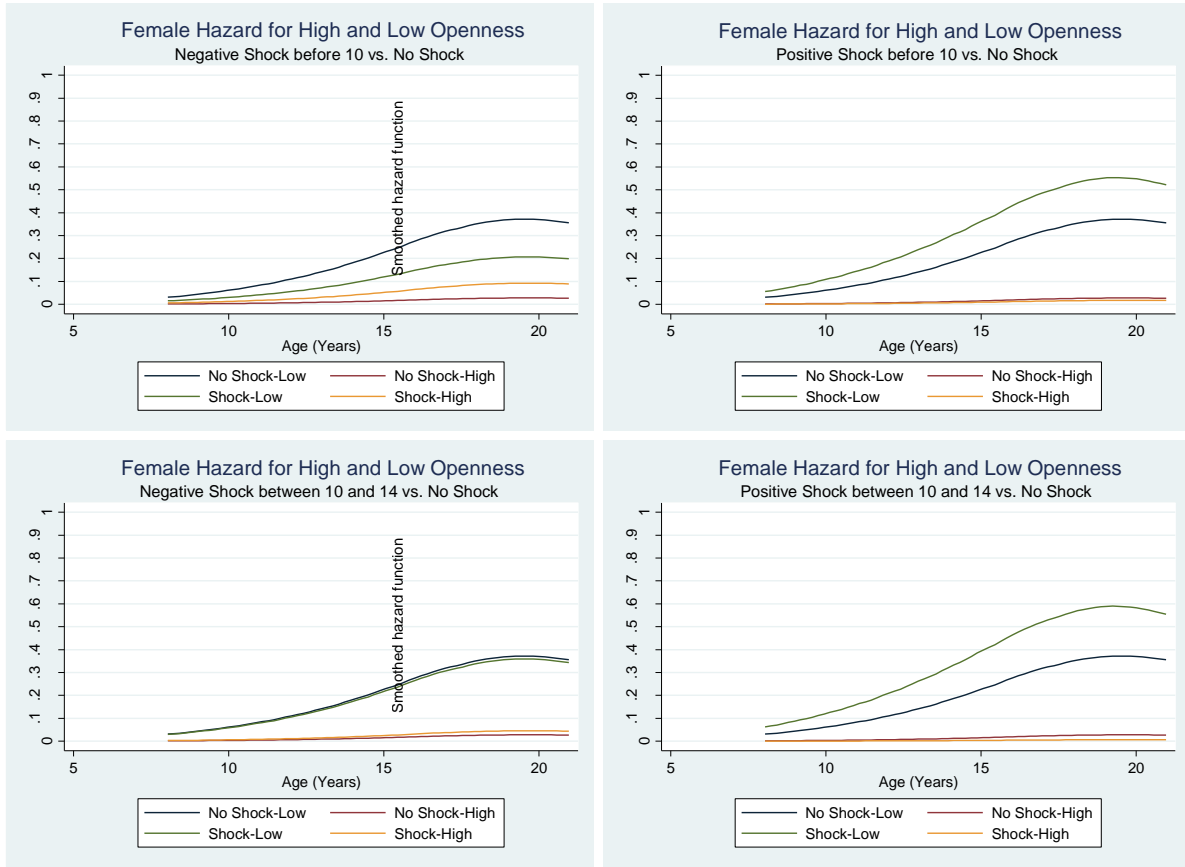 Female Hazard for High and Low Openness
Negative Shock before 10 vs. No Shock
1
.9
.8
.7
.6
.5
.4
.3
.2
.1
0
Smoothed hazard function
5 10 15 20
Age (Years)
No Shock-Low No Shock-High
Shock-Low Shock-High
Female Hazard for High and Low Openness
Positive Shock before 10 vs. No Shock
1
.9
.8
.7
.6
.5
.4
.3
.2
.1
0
5 10 15 20
Age (Years)
No Shock-Low No Shock-High
Shock-Low Shock-High
Female Hazard for High and Low Openness
Negative Shock between 10 and 14 vs. No Shock
1
.9
.8
.7
.6
.5
.4
.3
.2
.1
0
Smoothed hazard function
5 10 15 20
Age (Years)
No Shock-Low No Shock-High
Shock-Low Shock-High
Female Hazard for High and Low Openness
Positive Shock between 10 and 14 vs. No Shock
1
.9
.8
.7
.6
.5
.4
.3
.2
.1
0
5 10 15 20
Age (Years)
No Shock-Low No Shock-High
Shock-Low Shock-High